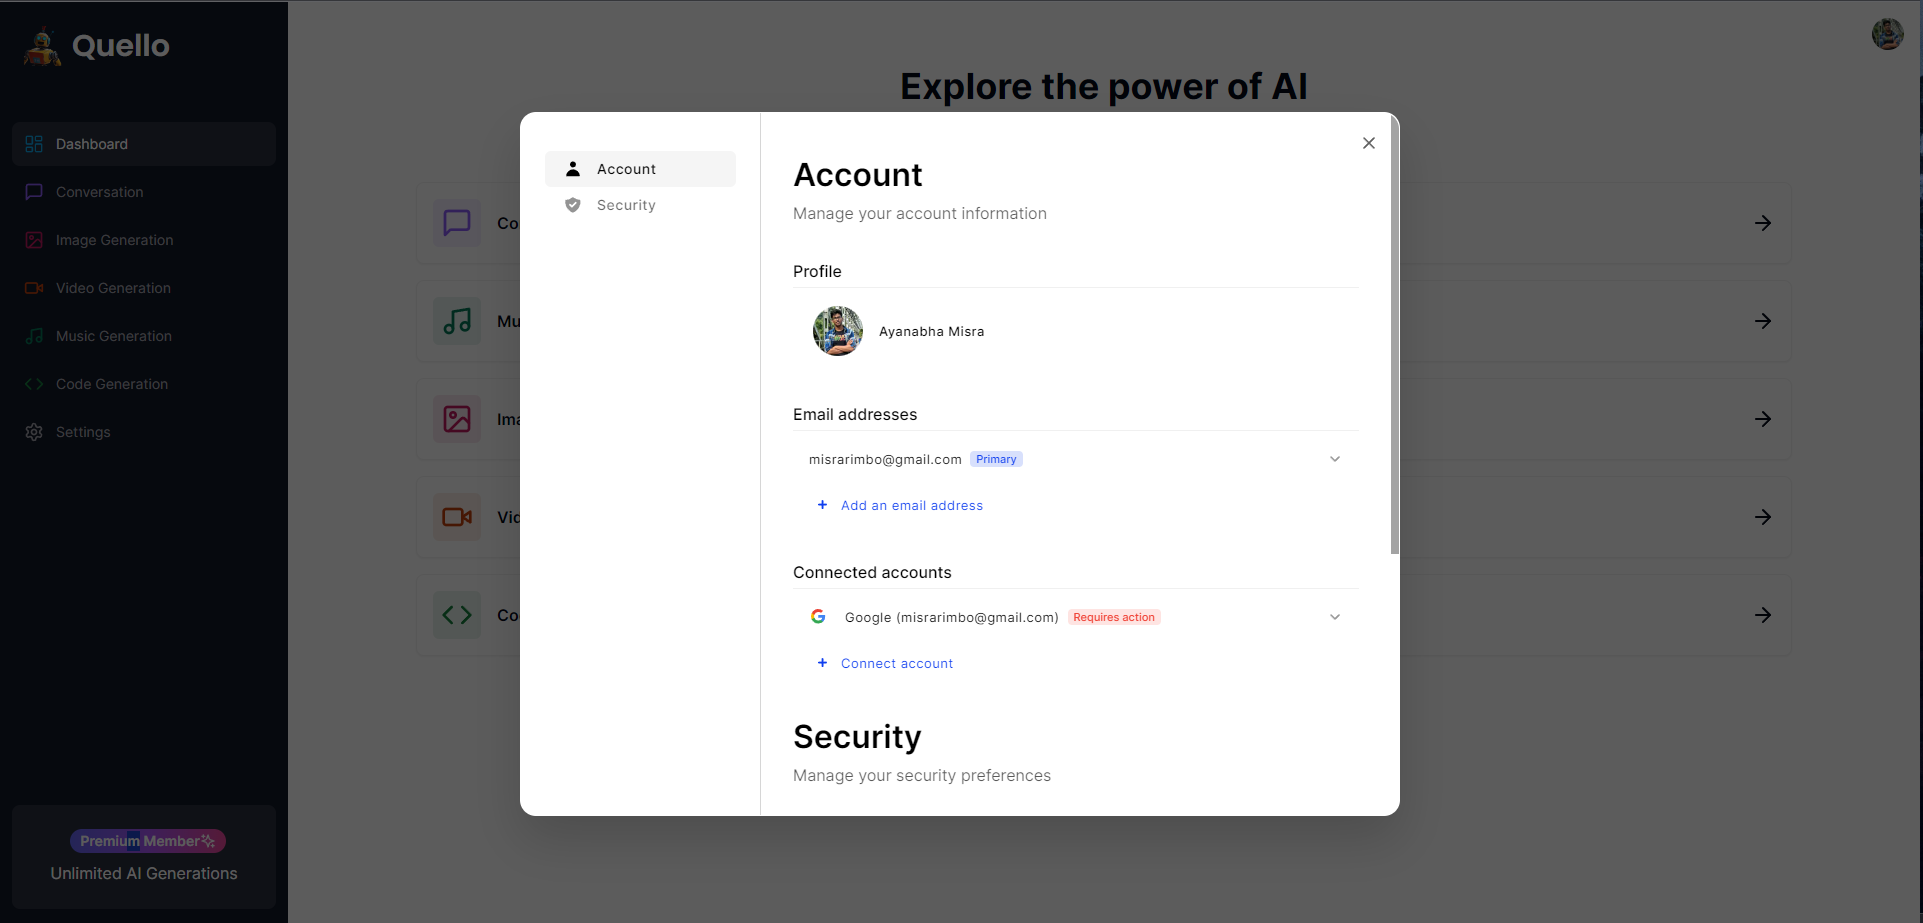 Quello
Dashboard
Conversation
Image Generation
Video Generation
Music Generation
Code Generation
Settings
Premium Member
Unlimited AI Generations
Explore the power of AI
Co
Mu
Ima
Vid
Co
Account
Security
Account
Manage your account information
Profile
Ayanabha Misra
Email addresses
misrarimbo@gmail.com Primary
+ Add an email address
Connected accounts
Google (misrarimbo@gmail.com) Requires action
+ Connect account
Security
Manage your security preferences